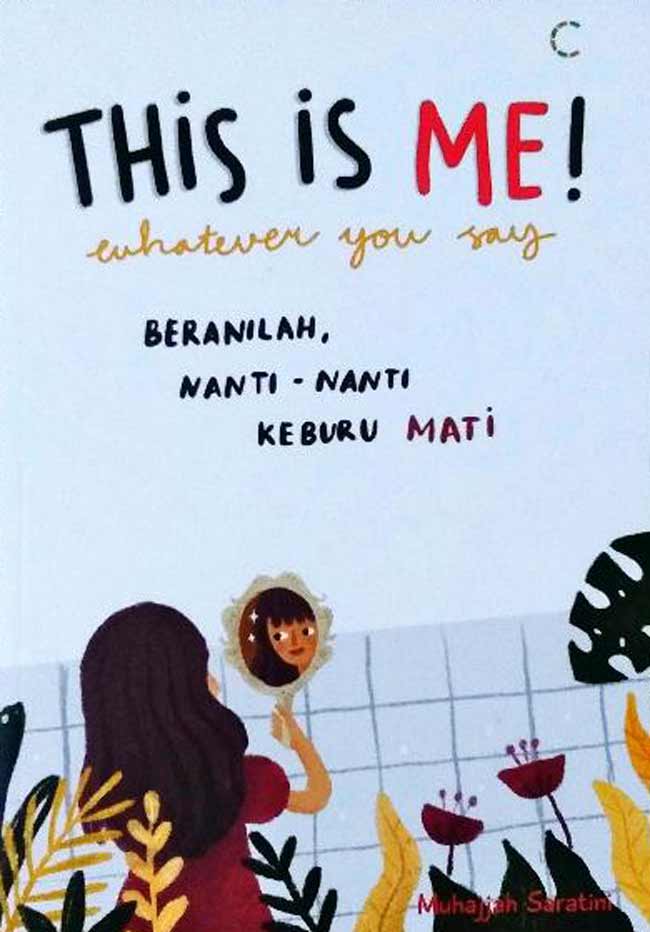 C
THIS IS ME!
whatever you say
BERANILAH,
NANTI - NANTI
KEBURU MATI
Muhajjah Saratini